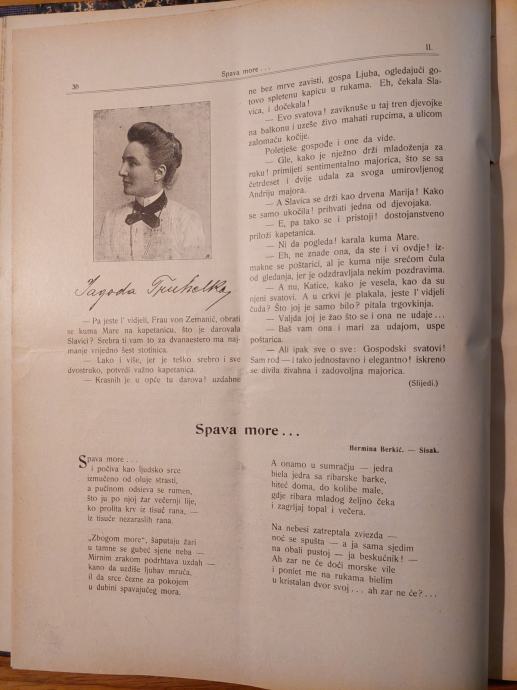 36
Spava more...
II.
Jagoda Truhelka
— Pa jeste l' vidjeli, Frau von Zemanić, obrati
se kuma Mare na kapetanicu, što je darovala
Slavici? Srebra ti vam to za dvanaestero ma naj-
manje vrijedno šest stotinica.
— Lako i više, jer je teško srebro i sve
dvostruko, potvrdi važno kapetanica.
— Krasnih je u opće tu darova! uzdahne
ne bez mrve zavisti, gospa Ljuba, ogledajući go-
tovo spletenu kapicu u rukama. Eh, čekala Sla-
vica, i dočekala!
— Evo svatova! zaviknuše u taj tren djevojke
na balkonu i uzeše živo mahati rupcima, a ulicom
zalomaću kočije.
Poletješe gospođe i one da vide.
— Gle, kako je nježno drži mladoženja za
ruku! primijeti sentimentalno majorica, što se sa
četrdeset i dvije udala za svoga umirovljenog
Andriju majora.
— A Slavica se drži kao drvena Marija! Kako
se samo ukočila! prihvati jedna od djevojaka.
— E, pa tako se i pristoji! dostojanstveno
priloži kapetanica.
— Ni da pogleda! karala kuma Mare.
— Eh, ne znade ona, da ste i vi ovdje! iz-
makne se poštarici, al je kuma nije srećom čula
od gledanja, jer je odzdravljala nekim pozdravima.
— A nu, Katice, kako je vesela, kao da su
njeni svatovi. A u crkvi je plakala, jeste l' vidjeli
čuda? Što joj je samo bilo? pitala trgovkinja.
— Valjda joj je žao što se i ona ne udaje...
— Baš vam ona i mari za udajom, uspe
poštarica.
— Ali ipak sve o sve: Gospodski svatovi!
Sam rod — i tako jednostavno i elegantno! iskreno
se divila živahna i zadovoljna majorica.
(Slijedi.)
Spava more...
Hermina Berkić. — Sisak.
Spava more...
i počiva kao ljudsko srce
izmučeno od oluje strasti,
a pučinom odsieva se rumen,
što ju po njoj žar večernji lije,
ko prolita krv iz tisuć rana, —
iz tisuće nezaraslih rana.
„Zbogom more“, šaputaju žari
u tamne se gubeć sjene neba —
Mirnim zrakom podrhtava uzdah —
kano da uzdiše ljubav mruća,
il da srce čezne za pokojem
u dubini spavajućeg mora.
A onamo u sumračju — jedra
biela jedra sa ribarske barke,
hiteć doma, do kolibe male,
gdje ribara mladog željno čeka
i zagrljaj topal i večera.
Na nebesi zatreptala zviezda —
noć se spušta — a ja sama sjedim
na obali pustoj — ja beskućnik! —
Ah zar ne će doći morske vile
i poniet me na rukama bielim
u kristalan dvor svoj... ah zar ne će?...